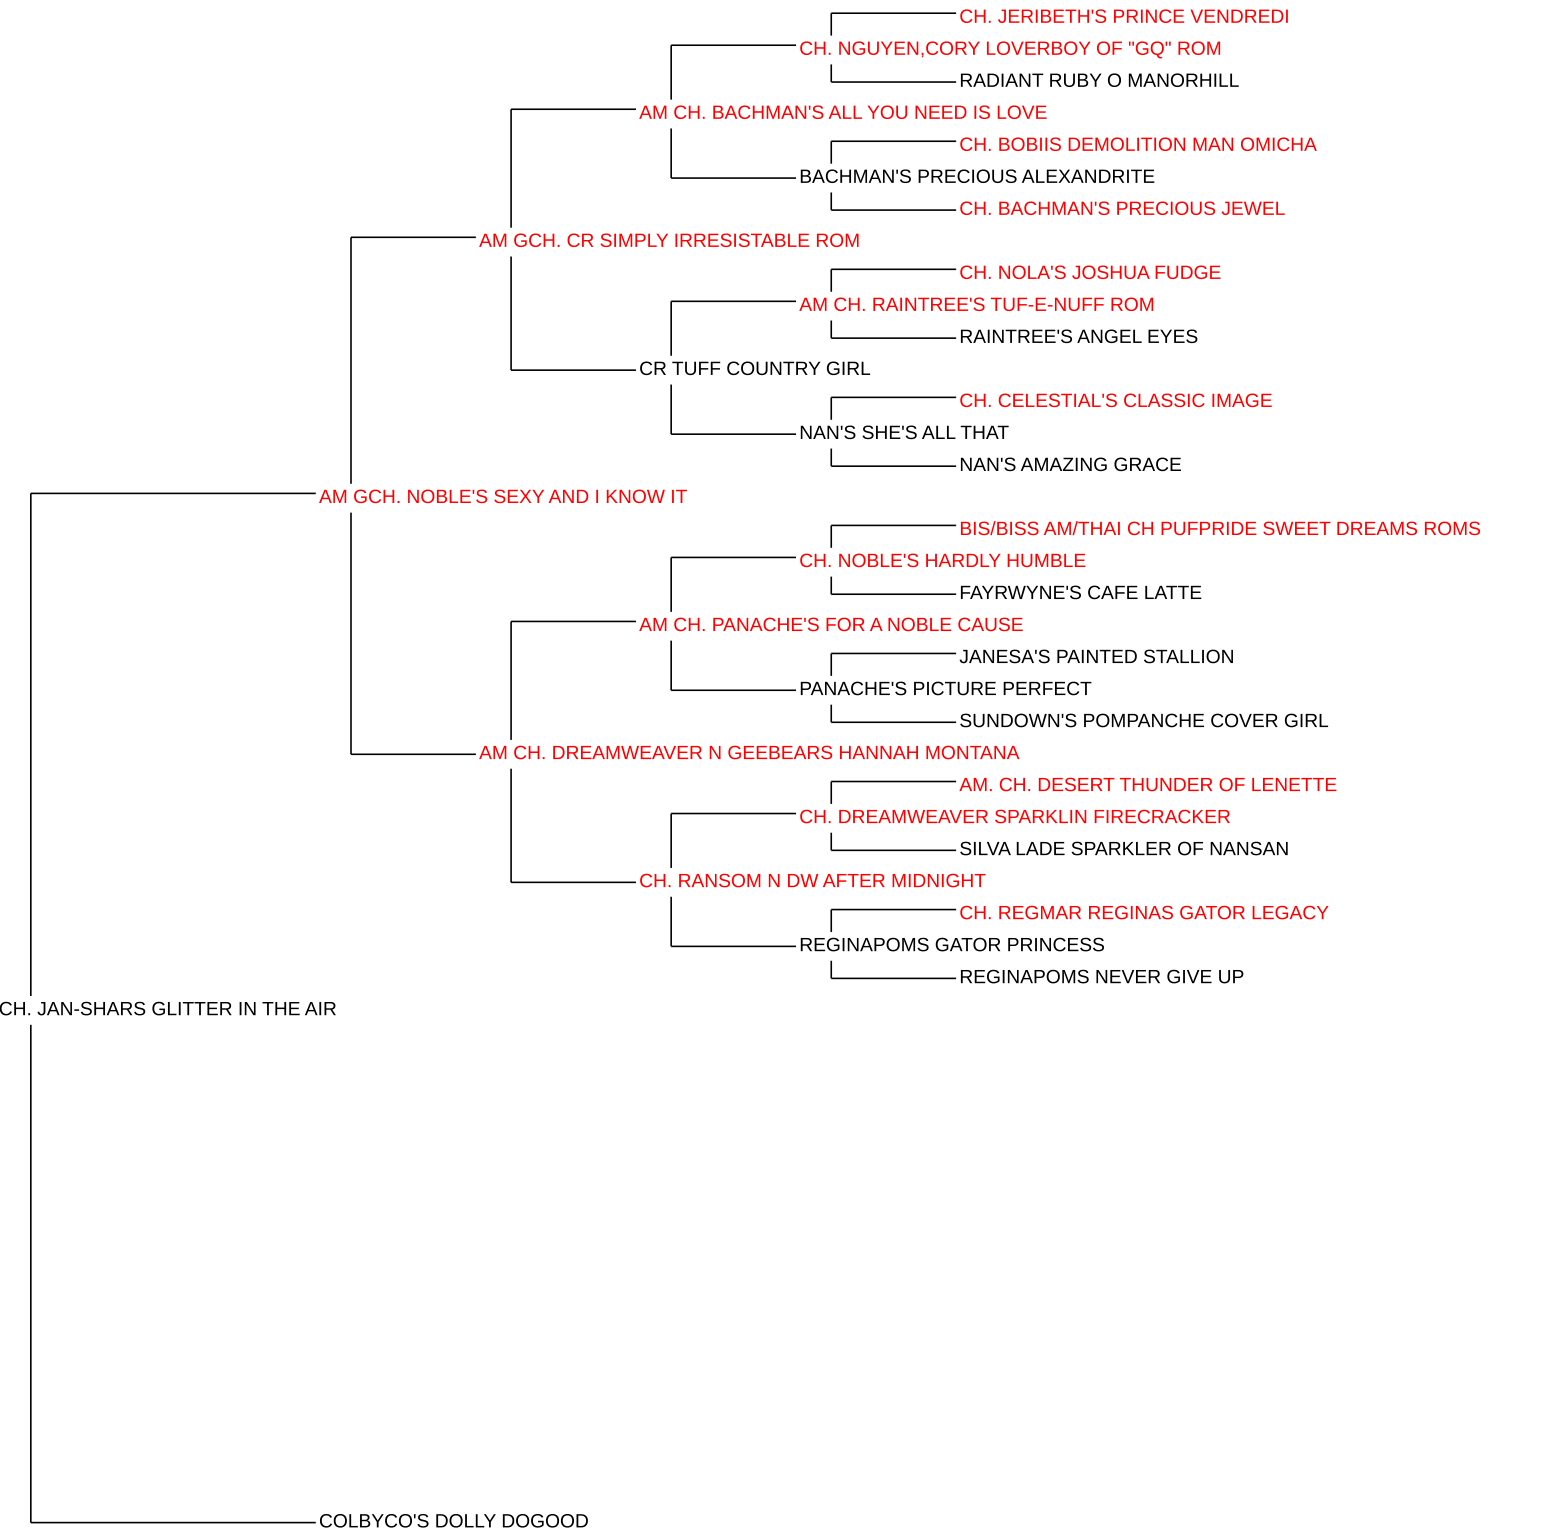 CH. JERIBETH'S PRINCE VENDREDI
CH. NGUYEN,CORY LOVERBOY OF "GQ" ROM
RADIANT RUBY O MANORHILL
AM CH. BACHMAN'S ALL YOU NEED IS LOVE
CH. BOBIIS DEMOLITION MAN OMICHA
BACHMAN'S PRECIOUS ALEXANDRITE
CH. BACHMAN'S PRECIOUS JEWEL
AM GCH. CR SIMPLY IRRESISTABLE ROM
CH. NOLA'S JOSHUA FUDGE
AM CH. RAINTREE'S TUF-E-NUFF ROM
RAINTREE'S ANGEL EYES
CR TUFF COUNTRY GIRL
CH. CELESTIAL'S CLASSIC IMAGE
NAN'S SHE'S ALL THAT
NAN'S AMAZING GRACE
AM GCH. NOBLE'S SEXY AND I KNOW IT
BIS/BISS AM/THAI CH PUFPRIDE SWEET DREAMS ROMS
CH. NOBLE'S HARDLY HUMBLE
FAYRWYNE'S CAFE LATTE
AM CH. PANACHE'S FOR A NOBLE CAUSE
JANESA'S PAINTED STALLION
PANACHE'S PICTURE PERFECT
SUNDOWN'S POMPANCHE COVER GIRL
AM CH. DREAMWEAVER N GEEBEARS HANNAH MONTANA
AM. CH. DESERT THUNDER OF LENETTE
CH. DREAMWEAVER SPARKLIN FIRECRACKER
SILVA LADE SPARKLER OF NANSAN
CH. RANSOM N DW AFTER MIDNIGHT
CH. REGMAR REGINAS GATOR LEGACY
REGINAPOMS GATOR PRINCESS
REGINAPOMS NEVER GIVE UP
CH. JAN-SHARS GLITTER IN THE AIR
COLBYCO'S DOLLY DOGOOD